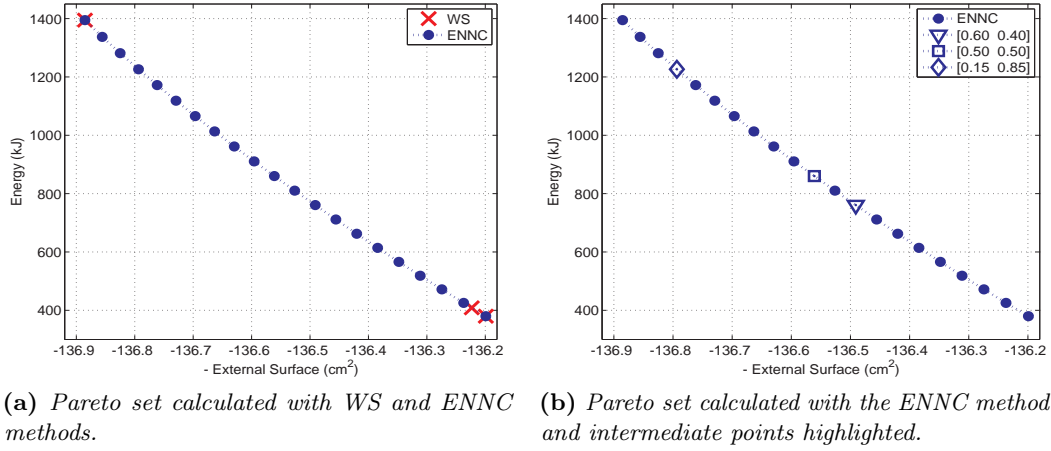 1400
1200
1000
800
600
400
Energy (kJ)
-136.9 -136.8 -136.7 -136.6 -136.5 -136.4 -136.3 -136.2
- External Surface (cm²)
WS
ENNC
(a) Pareto set calculated with WS and ENNC
methods.
1400
1200
1000
800
600
400
Energy (kJ)
-136.9 -136.8 -136.7 -136.6 -136.5 -136.4 -136.3 -136.2
- External Surface (cm²)
ENNC
[0.60 0.40]
[0.50 0.50]
[0.15 0.85]
(b) Pareto set calculated with the ENNC method
and intermediate points highlighted.